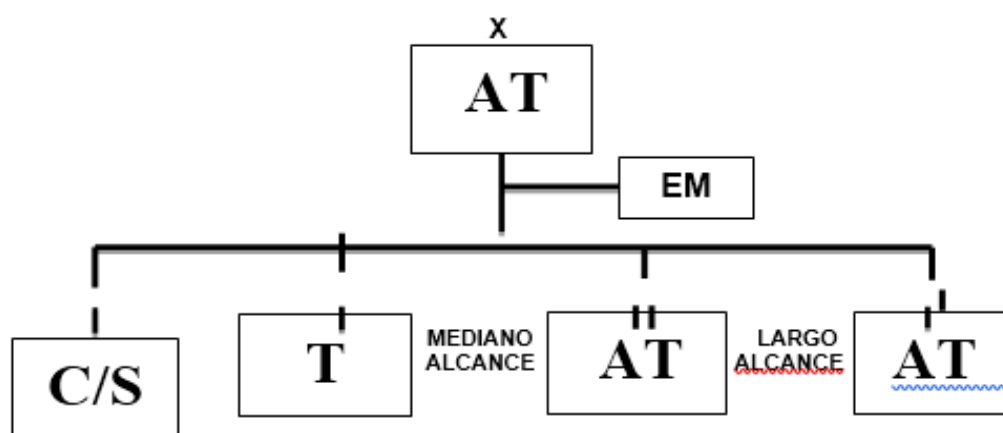 X
AT
EM
C/S
T
MEDIANO
ALCANCE
AT
LARGO
ALCANCE
AT